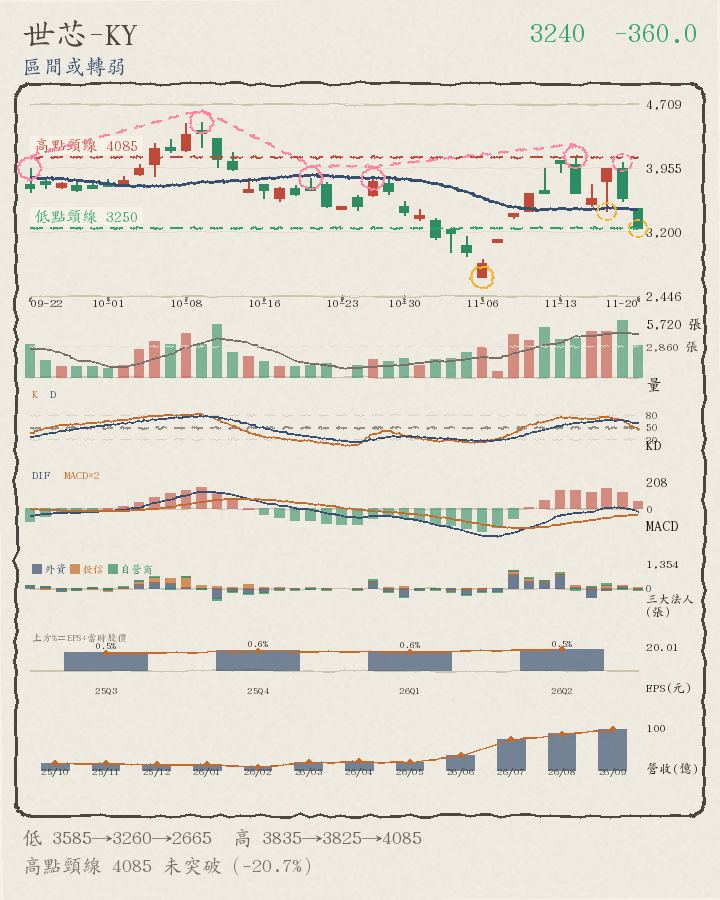 世芯-KY
3240 -360.0
區間或轉弱
4,709
高點頸線 4085
3,955
低點頸線 3250
3,200
2,446
09-22 10-01 10-08 10-16 10-23 10-30 11-06 11-13 11-20
5,720 張
2,860 張
量
K D
80
50
20
KD
DIF MACD×2
208
0
MACD
1,354
外資 投信 自營商
0
三大法人
(張)
上方%=EPS÷當時股價
0.5% 0.6% 0.6% 0.5%
20.01
25Q3 25Q4 26Q1 26Q2
EPS(元)
100
營收(億)
25/10 25/11 25/12 26/01 26/02 26/03 26/04 26/05 26/06 26/07 26/08 26/09
低 3585→3260→2665 高 3835→3825→4085
高點頸線 4085 未突破 (-20.7%)